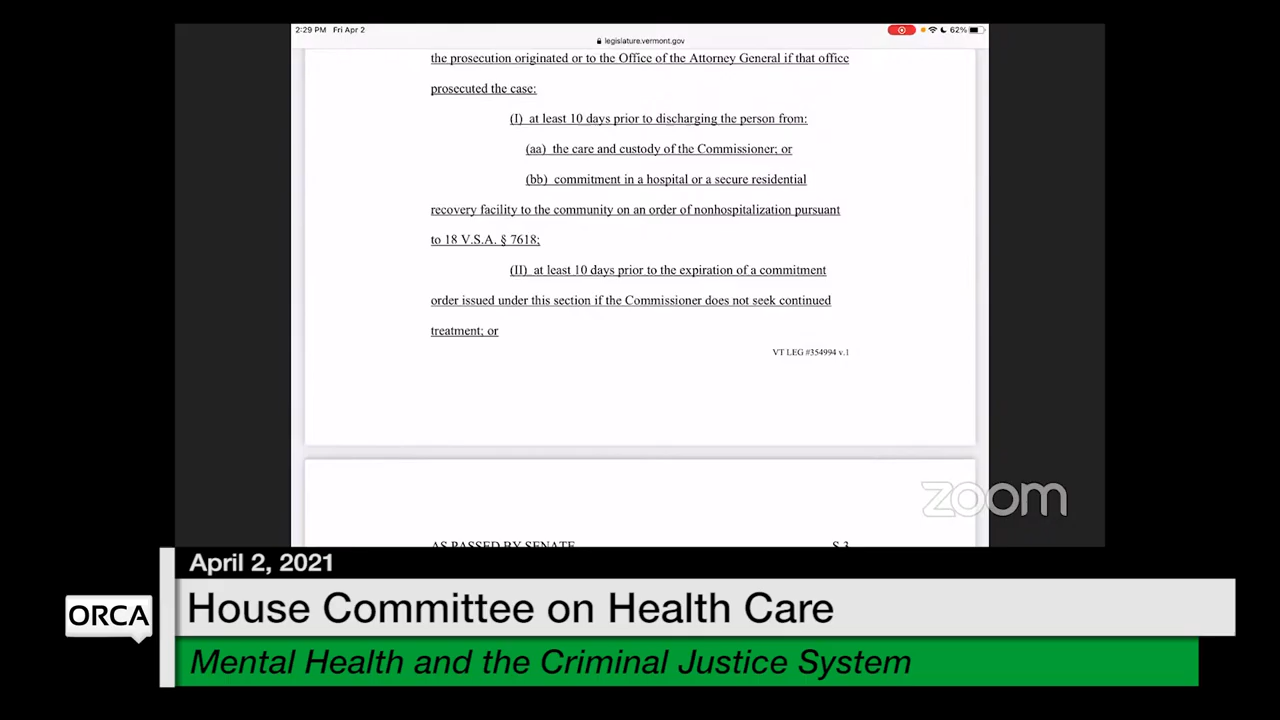 2:29 PM Fri Apr 2
62%
legislature.vermont.gov
the prosecution originated or to the Office of the Attorney General if that office
prosecuted the case:
(I) at least 10 days prior to discharging the person from:
(aa) the care and custody of the Commissioner; or
(bb) commitment in a hospital or a secure residential
recovery facility to the community on an order of nonhospitalization pursuant
to 18 V.S.A. § 7618;
(II) at least 10 days prior to the expiration of a commitment
order issued under this section if the Commissioner does not seek continued
treatment; or
VT LEG #354994 v.1
zoom
AS PASSED BY SENATE S.3
April 2, 2021
ORCA
House Committee on Health Care
Mental Health and the Criminal Justice System